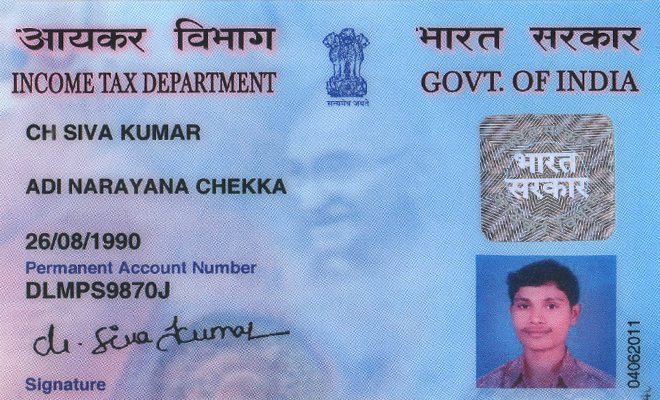 आयकर विभाग
भारत सरकार
INCOME TAX DEPARTMENT
GOVT. OF INDIA
सत्यमेव जयते
CH SIVA KUMAR
भारत
सरकार
ADI NARAYANA CHEKKA
26/08/1990
Permanent Account Number
DLMPS9870J
Ch. Siva Kumar
Signature
04062011